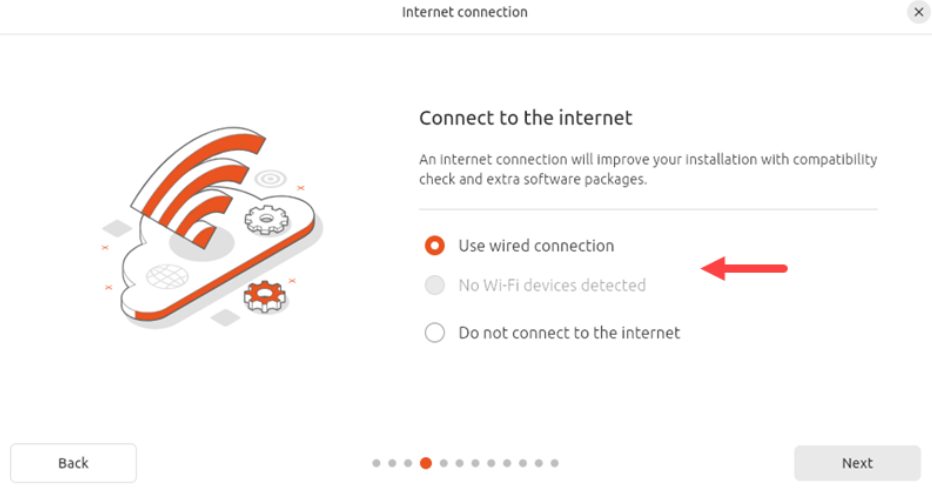 Internet connection
Connect to the internet
An internet connection will improve your installation with compatibility
check and extra software packages.
Use wired connection
No Wi-Fi devices detected
Do not connect to the internet
Back
Next